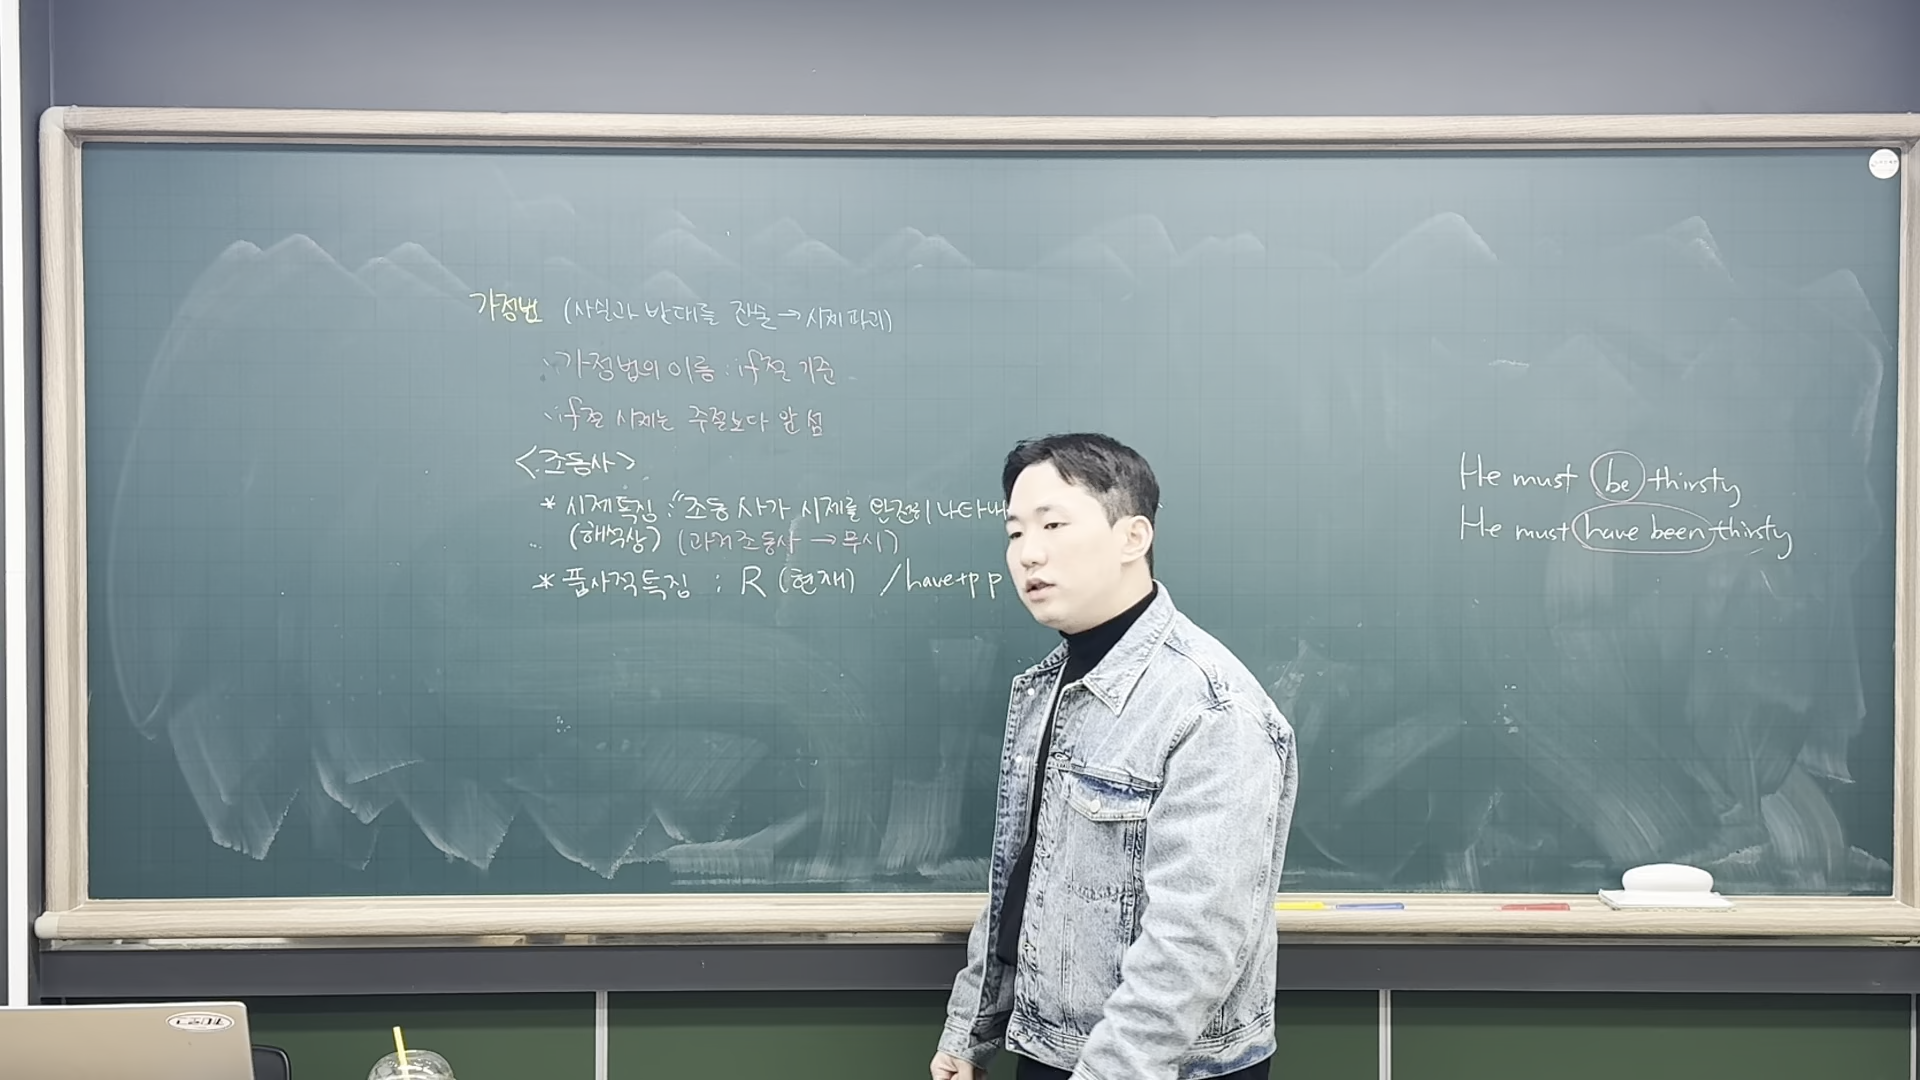 가정법 (사실과 반대를 진술 → 시제파괴)
가정법의 이름 : if절 기준
if절 시제는 주절보다 앞섬
<조동사>
* 시제특징 : "조동사가 시제를 완전히 나타내
(해석상) (과거조동사 → 무시)
* 품사적특징 : R (현재) / have+pp
He must be thirsty
He must have been thirsty